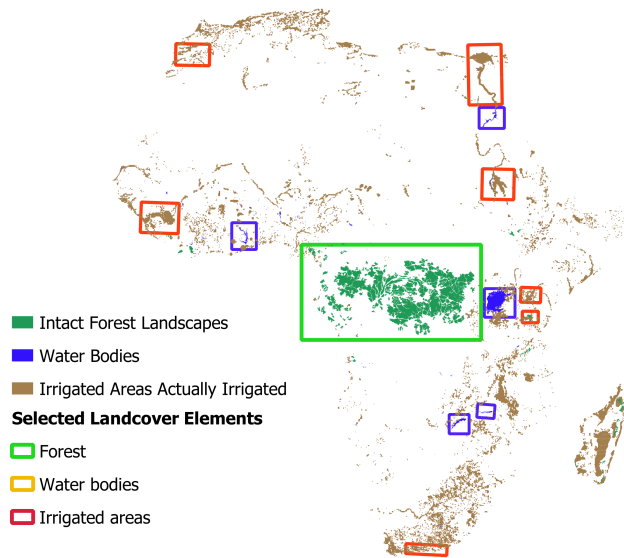 Intact Forest Landscapes
Water Bodies
Irrigated Areas Actually Irrigated
Selected Landcover Elements
Forest
Water bodies
Irrigated areas